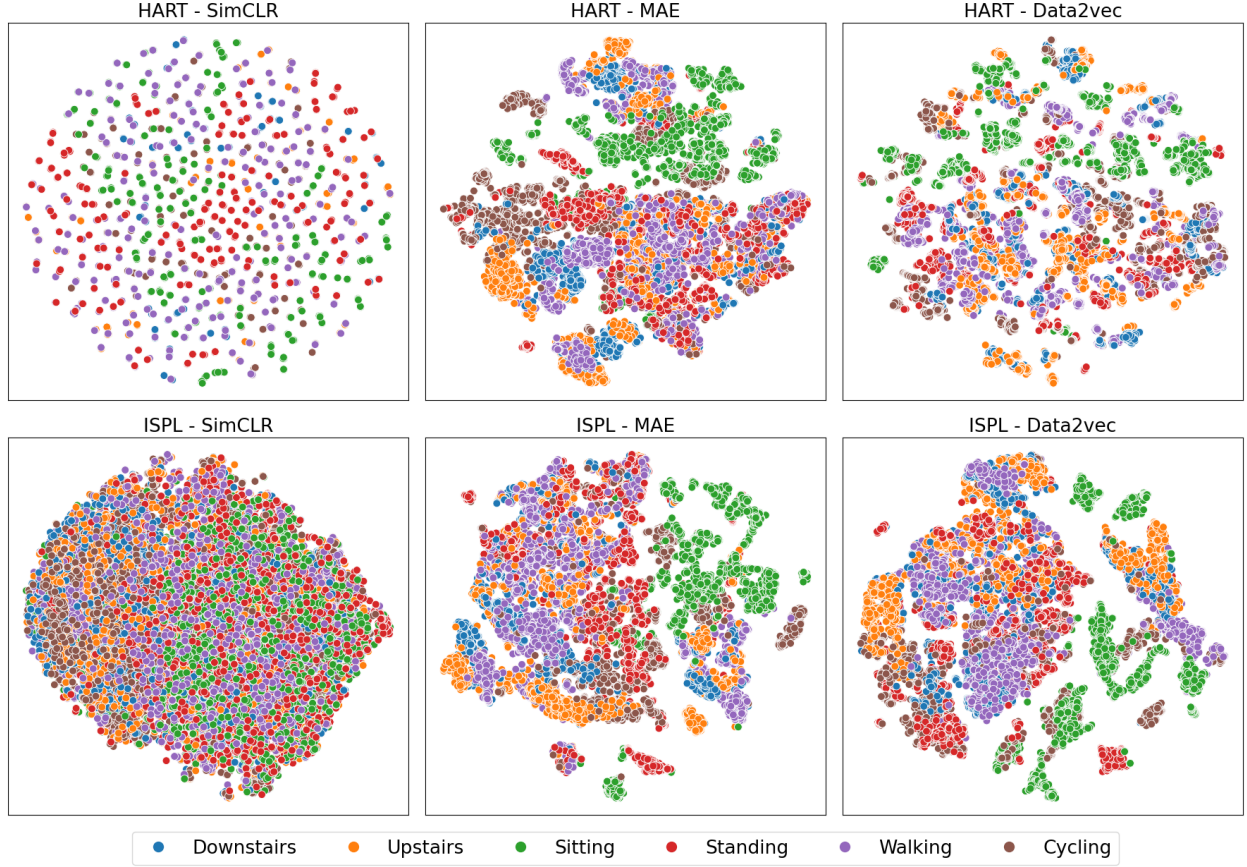 HART - SimCLR
HART - MAE
HART - Data2vec
ISPL - SimCLR
ISPL - MAE
ISPL - Data2vec
Downstairs Upstairs Sitting Standing Walking Cycling